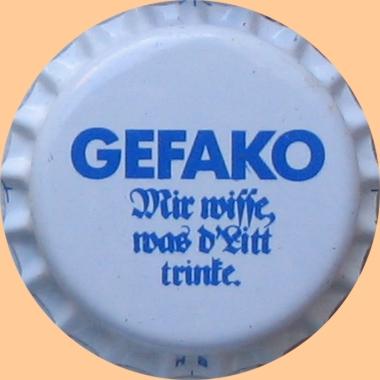 GEFAKO
Mir wisse,
was d'Litt
trinke.